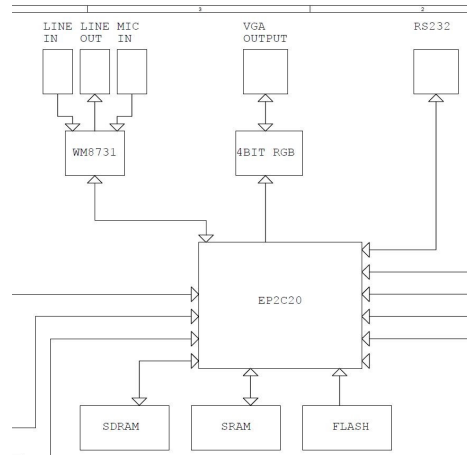 3
2
LINE LINE MIC
IN OUT IN
VGA
OUTPUT
RS232
WM8731
4BIT RGB
EP2C20
SDRAM
SRAM
FLASH